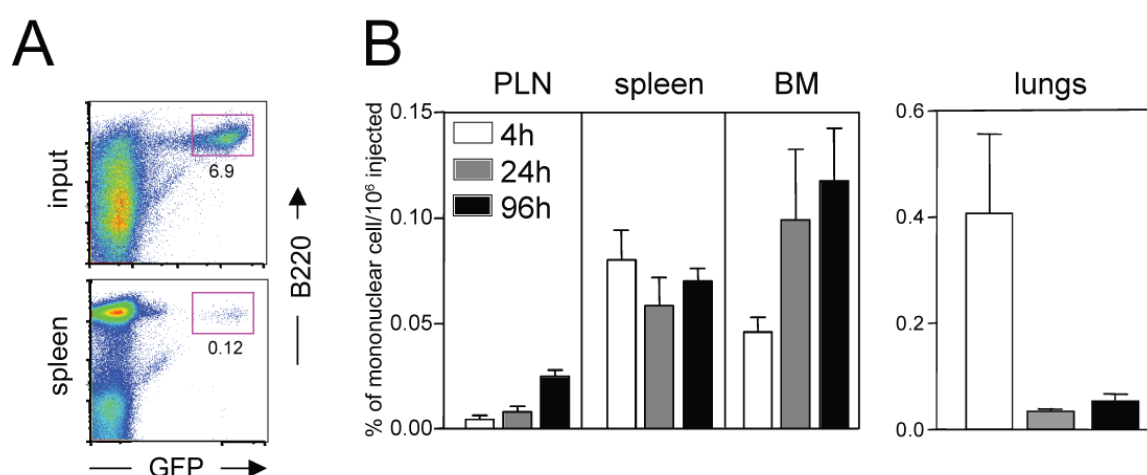 A
input
6.9
spleen
0.12
B220
GFP
B
PLN
spleen
BM
lungs
% of mononuclear cell/10⁶ injected
0.15
0.10
0.05
0.00
4h
24h
96h
0.6
0.4
0.2
0.0